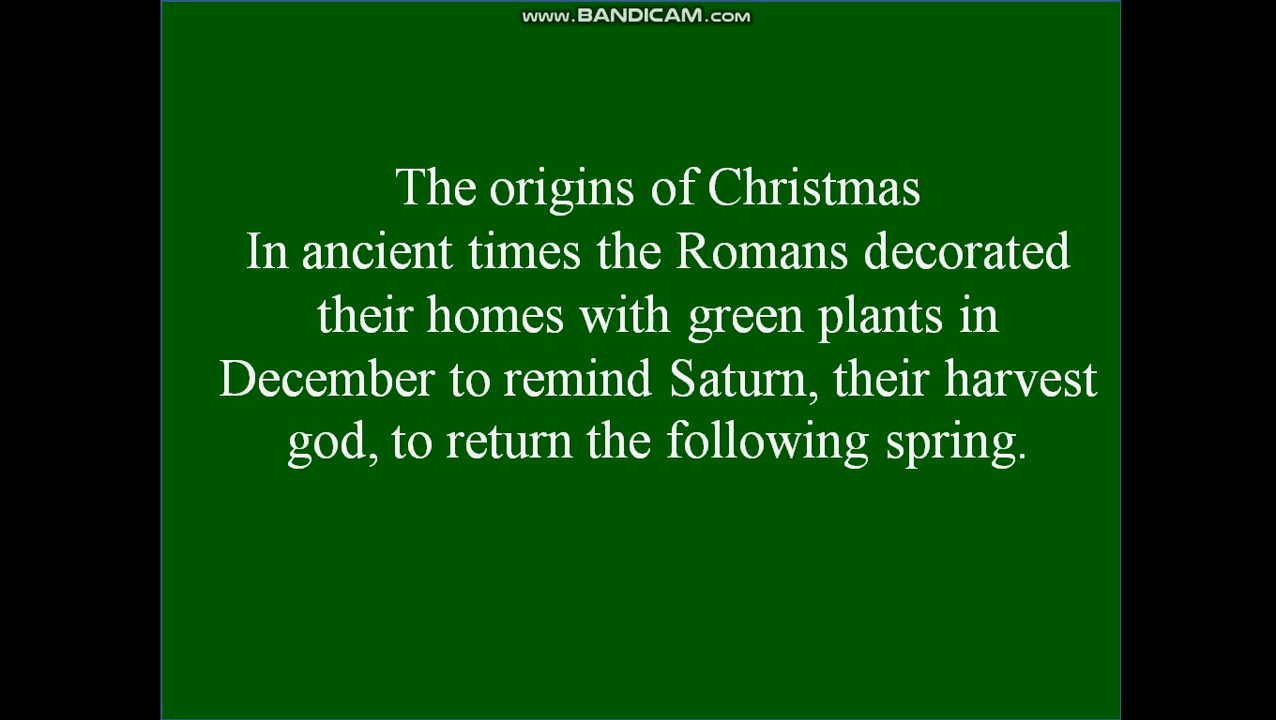 www.BANDICAM.com
The origins of Christmas
In ancient times the Romans decorated
their homes with green plants in
December to remind Saturn, their harvest
god, to return the following spring.